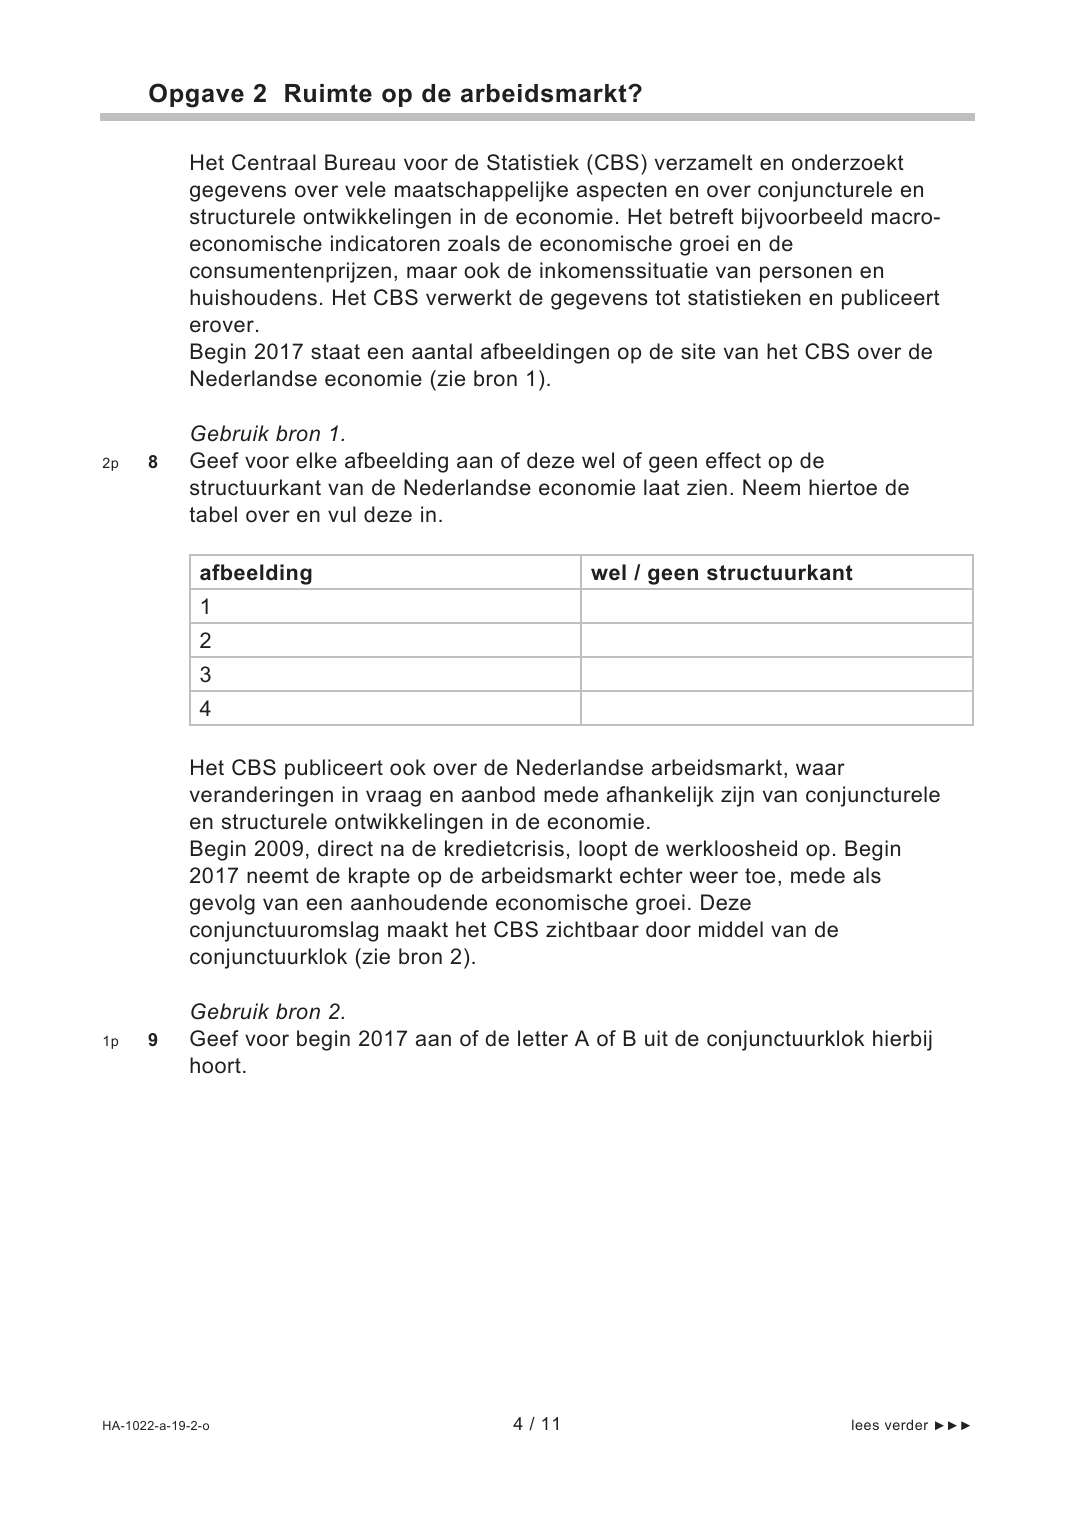 Opgave 2  Ruimte op de arbeidsmarkt?
Het Centraal Bureau voor de Statistiek (CBS) verzamelt en onderzoekt
gegevens over vele maatschappelijke aspecten en over conjuncturele en
structurele ontwikkelingen in de economie. Het betreft bijvoorbeeld macro-
economische indicatoren zoals de economische groei en de
consumentenprijzen, maar ook de inkomenssituatie van personen en
huishoudens. Het CBS verwerkt de gegevens tot statistieken en publiceert
erover.
Begin 2017 staat een aantal afbeeldingen op de site van het CBS over de
Nederlandse economie (zie bron 1).
Gebruik bron 1.
2p 8 Geef voor elke afbeelding aan of deze wel of geen effect op de
structuurkant van de Nederlandse economie laat zien. Neem hiertoe de
tabel over en vul deze in.
afbeelding wel / geen structuurkant
1
2
3
4
Het CBS publiceert ook over de Nederlandse arbeidsmarkt, waar
veranderingen in vraag en aanbod mede afhankelijk zijn van conjuncturele
en structurele ontwikkelingen in de economie.
Begin 2009, direct na de kredietcrisis, loopt de werkloosheid op. Begin
2017 neemt de krapte op de arbeidsmarkt echter weer toe, mede als
gevolg van een aanhoudende economische groei. Deze
conjunctuuromslag maakt het CBS zichtbaar door middel van de
conjunctuurklok (zie bron 2).
Gebruik bron 2.
1p 9 Geef voor begin 2017 aan of de letter A of B uit de conjunctuurklok hierbij
hoort.
HA-1022-a-19-2-o 4 / 11 lees verder ►►►